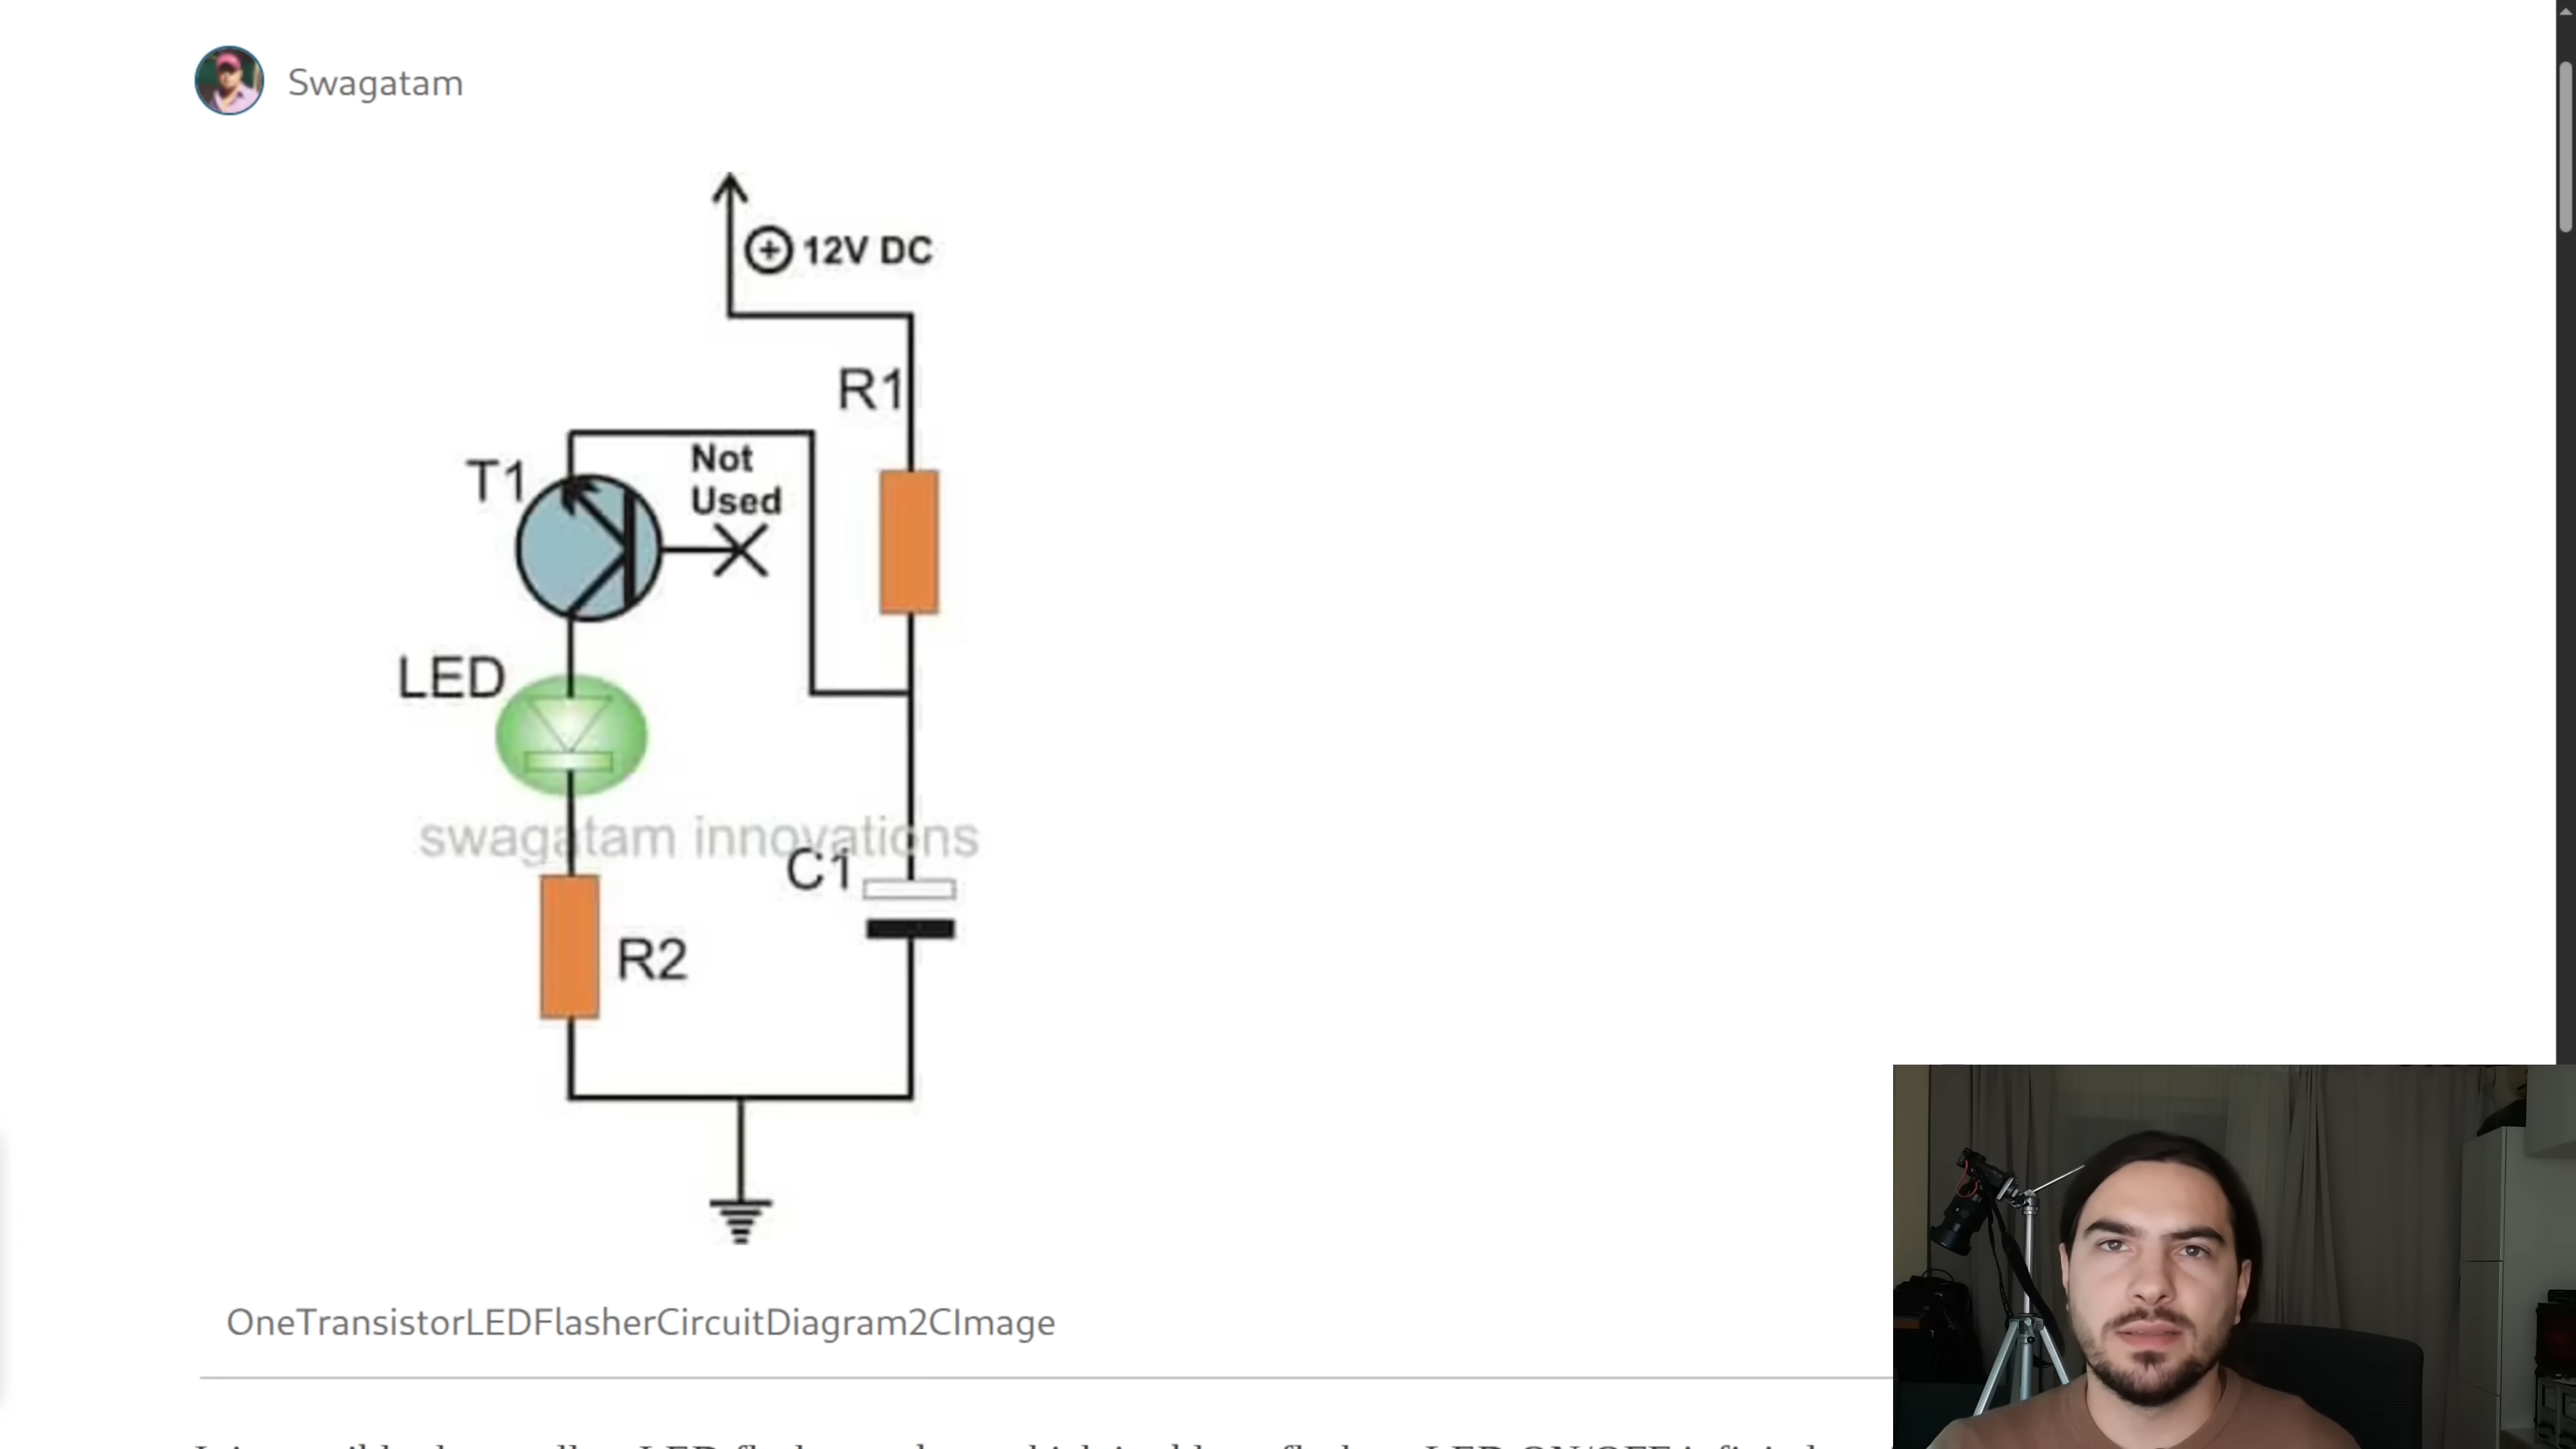 Swagatam
+ 12V DC
R1
T1
Not
Used
LED
swagatam innovations
C1
R2
OneTransistorLEDFlasherCircuitDiagram2CImage